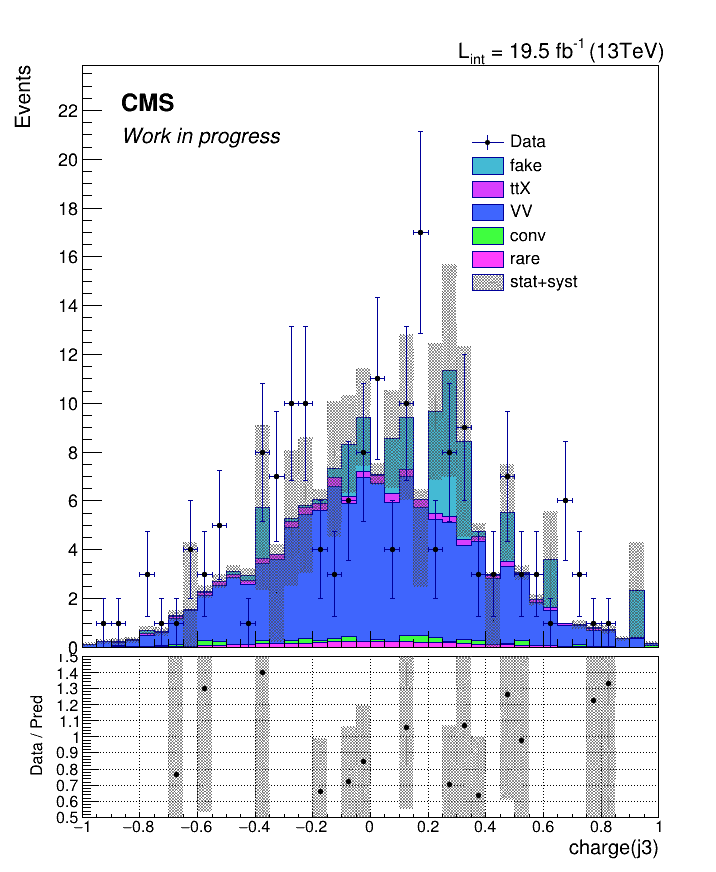 L_int = 19.5 fb^-1 (13TeV)
Events
CMS
Work in progress
Data
fake
ttX
VV
conv
rare
stat+syst
22
20
18
16
14
12
10
8
6
4
2
0
Data / Pred
1.5
1.4
1.3
1.2
1.1
1
0.9
0.8
0.7
0.6
0.5
−1 −0.8 −0.6 −0.4 −0.2 0 0.2 0.4 0.6 0.8 1
charge(j3)